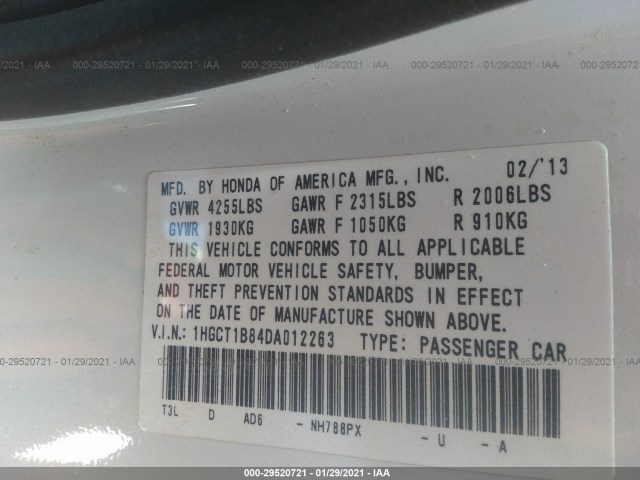 000-29520721 - 01/29/2021 - IAA
MFD. BY HONDA OF AMERICA MFG., INC. 02/'13
GVWR 4255LBS GAWR F 2315LBS R 2006LBS
GVWR 1930KG GAWR F 1050KG R 910KG
THIS VEHICLE CONFORMS TO ALL APPLICABLE
FEDERAL MOTOR VEHICLE SAFETY, BUMPER,
AND THEFT PREVENTION STANDARDS IN EFFECT
ON THE DATE OF MANUFACTURE SHOWN ABOVE.
V.I.N.: 1HGCT1B84DA012263 TYPE: PASSENGER CAR
T3L D AD6 - NH788PX - U - A
000-29520721 - 01/29/2021 - IAA